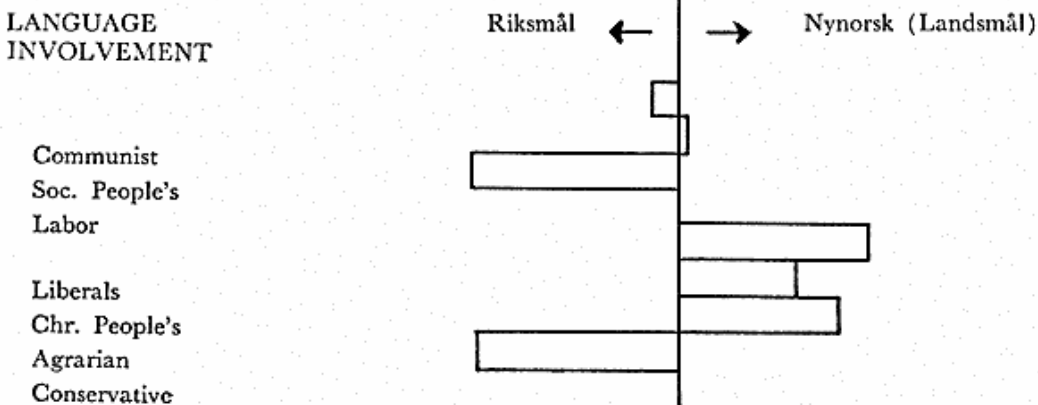 LANGUAGE
INVOLVEMENT
Riksmål ← → Nynorsk (Landsmål)
Communist
Soc. People's
Labor
Liberals
Chr. People's
Agrarian
Conservative